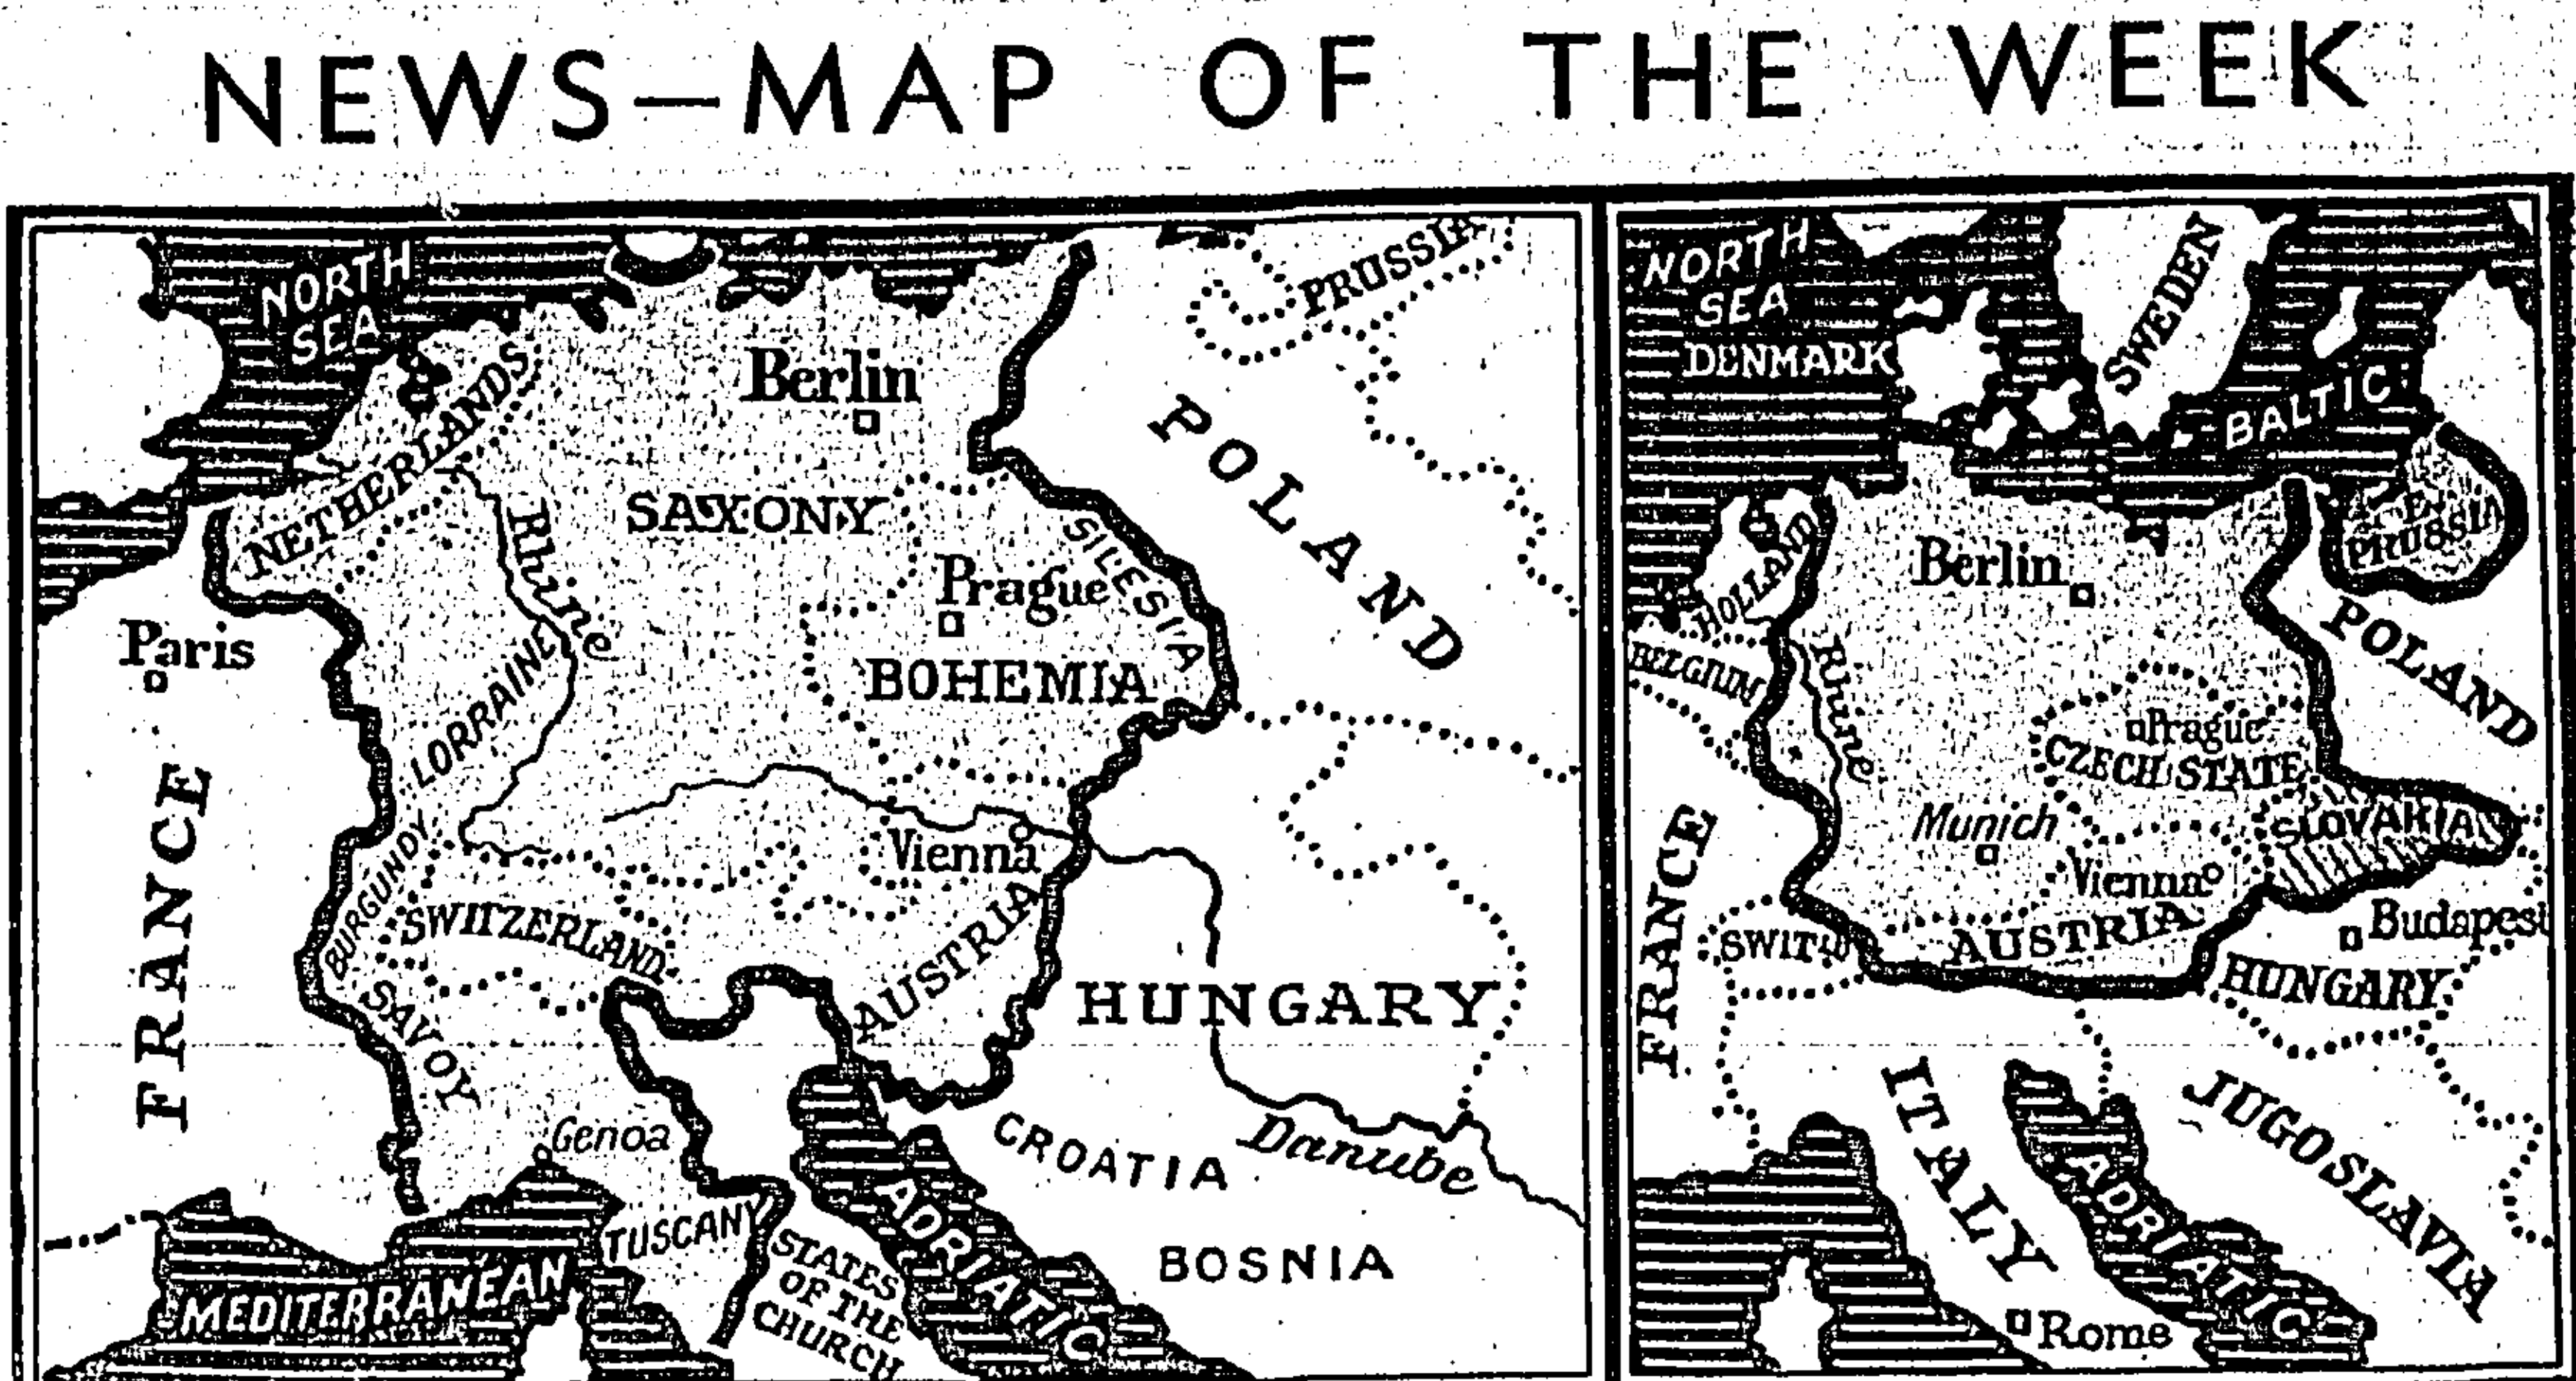 NEWS—MAP OF THE WEEK
NORTH
SEA
PRUSSIA
Berlin
NETHERLANDS
POLAND
SAXONY
Rhine
SILESIA
Prague
Paris
BOHEMIA
LORRAINE
FRANCE
Vienna
BURGUNDY
SWITZERLAND
AUSTRIA
SAVOY
HUNGARY
Genoa
CROATIA
Danube
TUSCANY
ADRIATIC
STATES
OF THE
CHURCH
BOSNIA
MEDITERRANEAN
NORTH
SEA
SWEDEN
DENMARK
BALTIC
E.
PRUSSIA
HOLLAND
Berlin
POLAND
BELGIUM
Rhine
Prague
CZECH STATE
Munich
SLOVAKIA
Vienna
FRANCE
Budapest
SWIT'D
AUSTRIA
HUNGARY
ITALY
JUGOSLAVIA
ADRIATIC
Rome